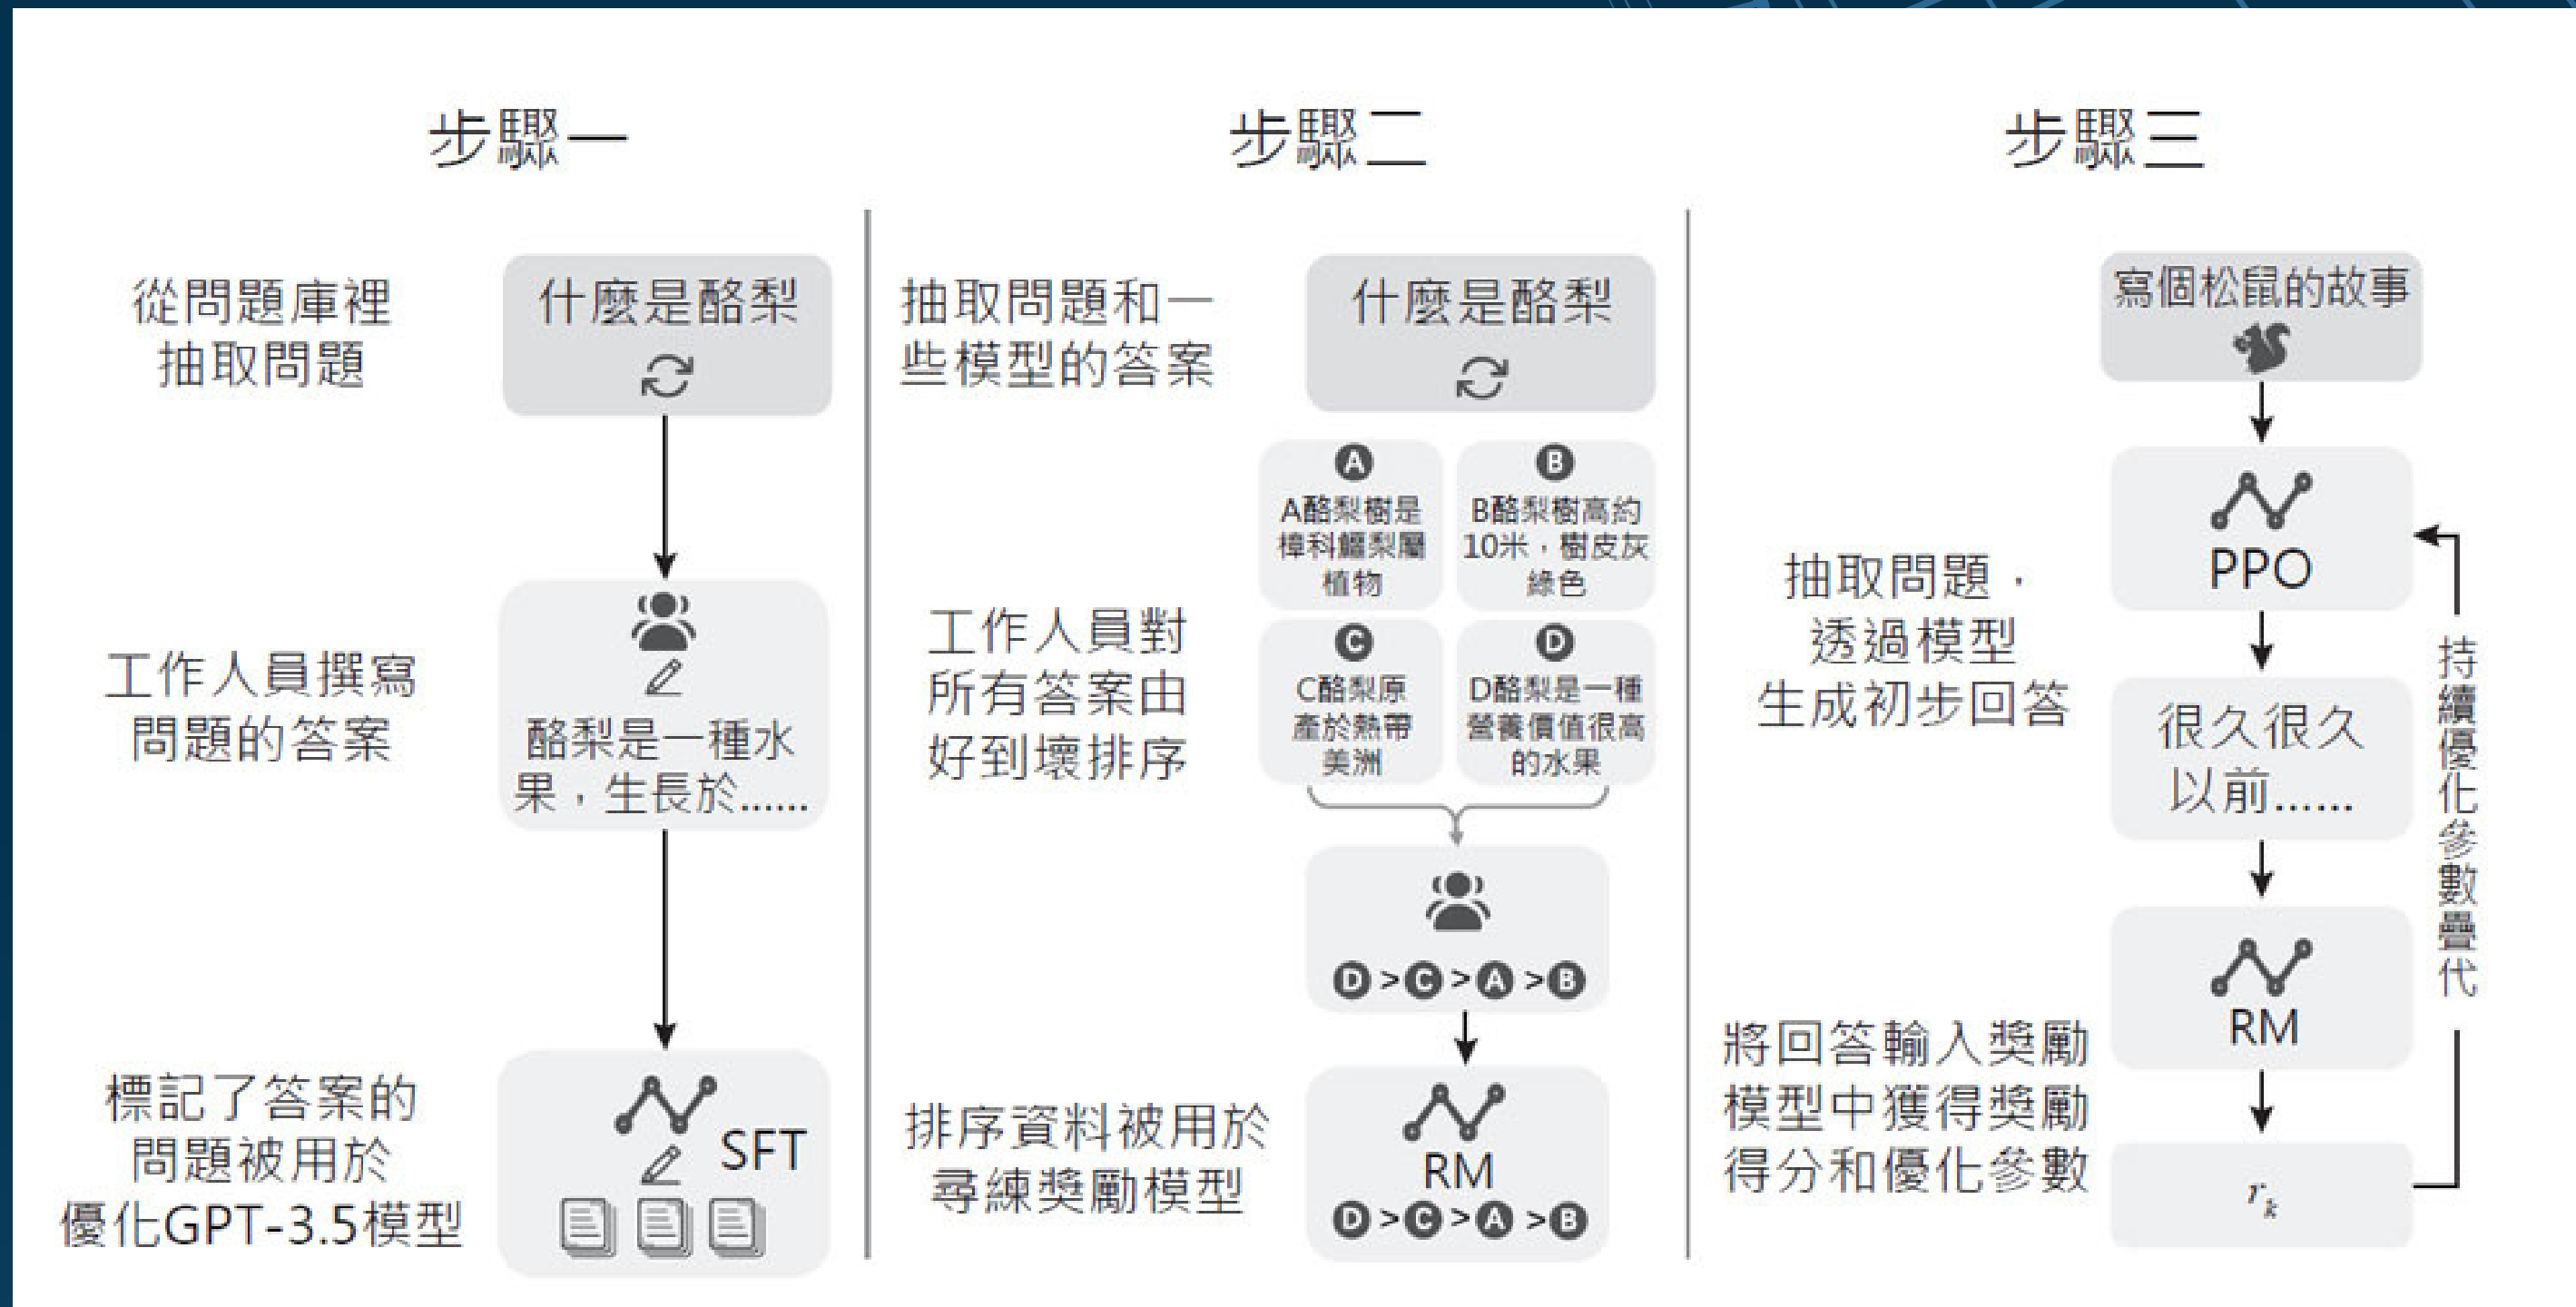 步驟一
從問題庫裡
抽取問題
什麼是酪梨
工作人員撰寫
問題的答案
酪梨是一種水
果，生長於......
標記了答案的
問題被用於
優化GPT-3.5模型
SFT
步驟二
抽取問題和一
些模型的答案
什麼是酪梨
A
A酪梨樹是
樟科鱷梨屬
植物
B
B酪梨樹高約
10米，樹皮灰
綠色
C
C酪梨原
產於熱帶
美洲
D
D酪梨是一種
營養價值很高
的水果
工作人員對
所有答案由
好到壞排序
D > C > A > B
排序資料被用於
尋練獎勵模型
RM
D > C > A > B
步驟三
寫個松鼠的故事
抽取問題，
透過模型
生成初步回答
PPO
很久很久
以前......
將回答輸入獎勵
模型中獲得獎勵
得分和優化參數
RM
rk
持續優化參數疊代